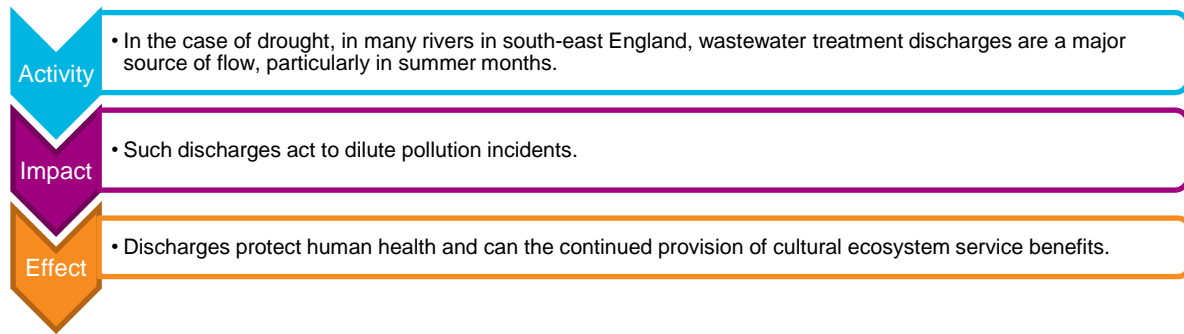 Activity
• In the case of drought, in many rivers in south-east England, wastewater treatment discharges are a major
source of flow, particularly in summer months.
Impact
• Such discharges act to dilute pollution incidents.
Effect
• Discharges protect human health and can the continued provision of cultural ecosystem service benefits.